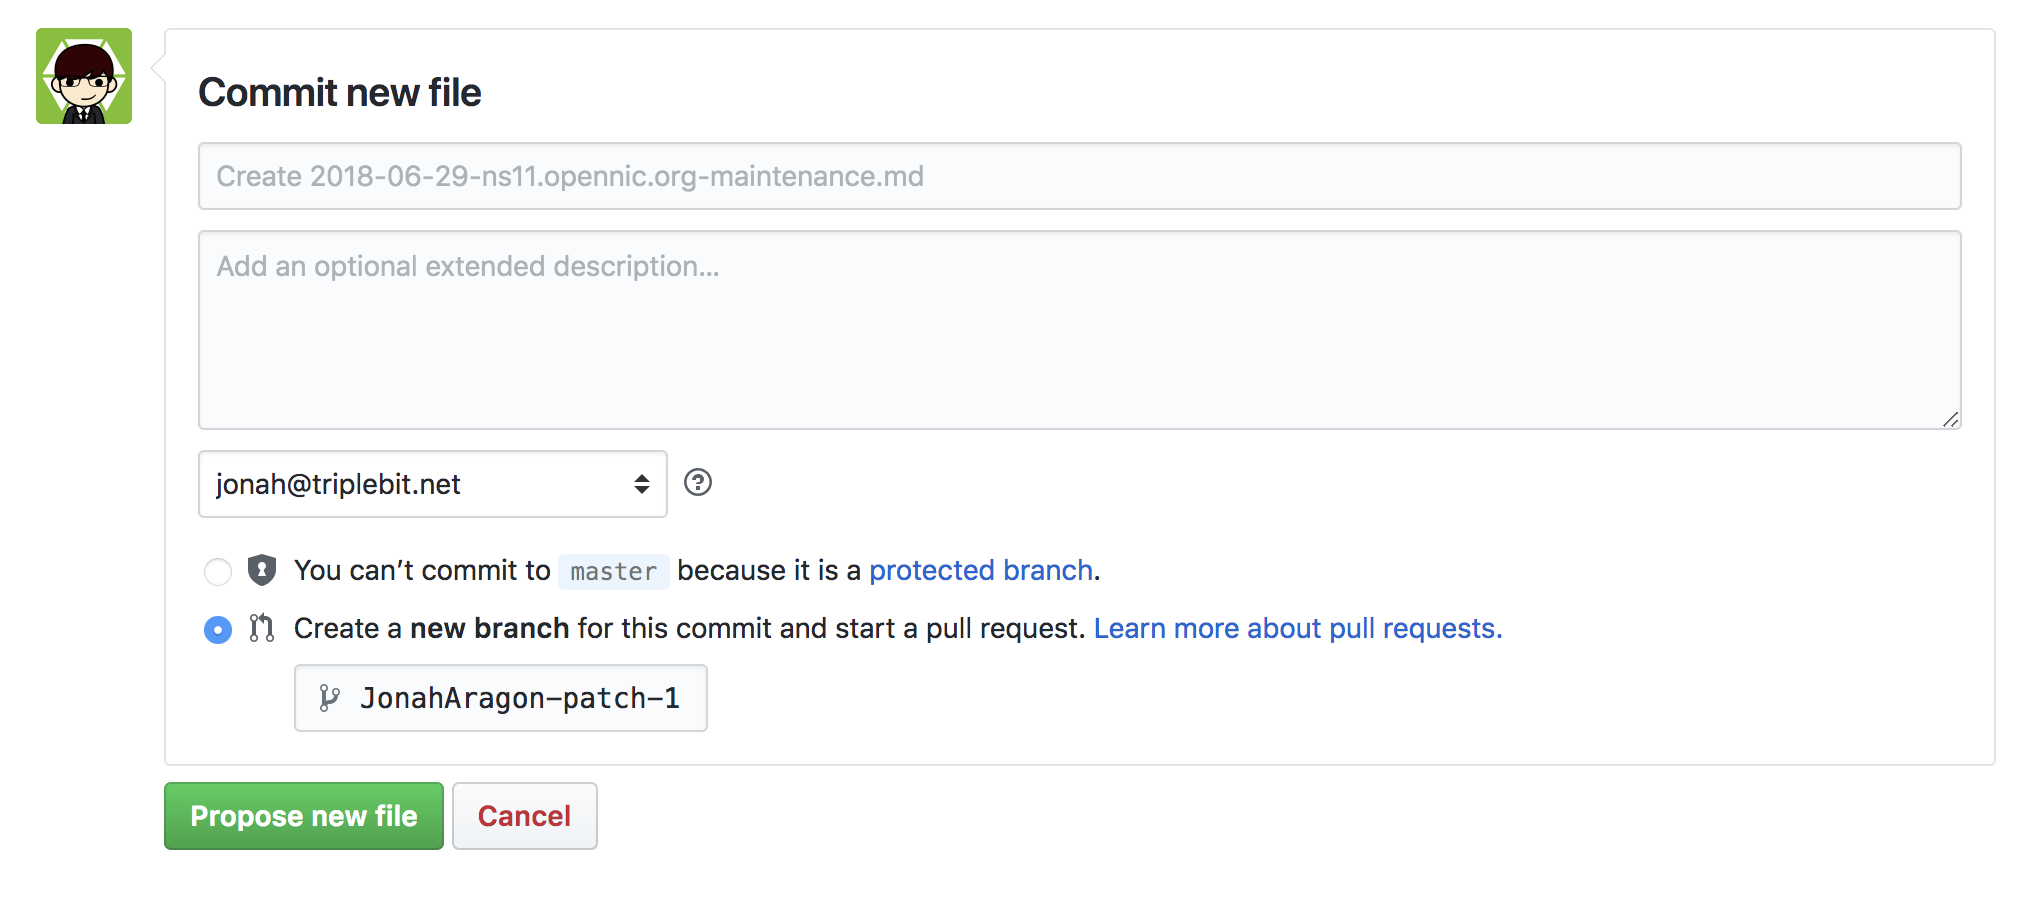 Commit new file
Create 2018-06-29-ns11.opennic.org-maintenance.md
Add an optional extended description...
jonah@triplebit.net
You can’t commit to master because it is a protected branch.
Create a new branch for this commit and start a pull request. Learn more about pull requests.
JonahAragon-patch-1
Propose new file Cancel